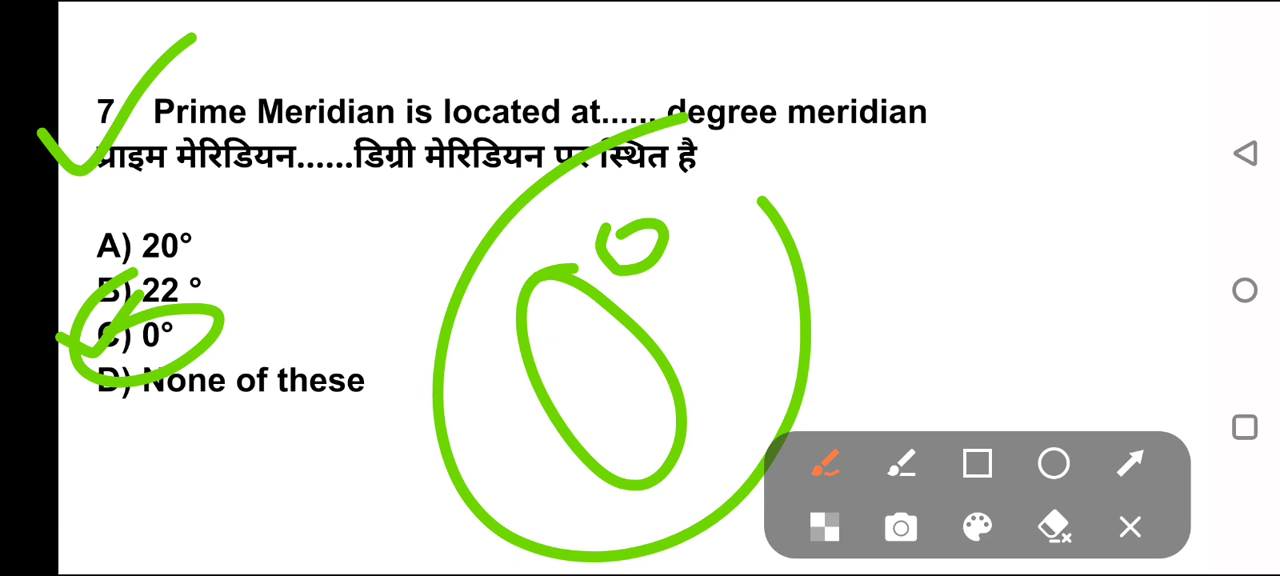 7 Prime Meridian is located at...... degree meridian
प्राइम मेरिडियन......डिग्री मेरिडियन पर स्थित है
A) 20°
B) 22 °
C) 0°
0°
D) None of these